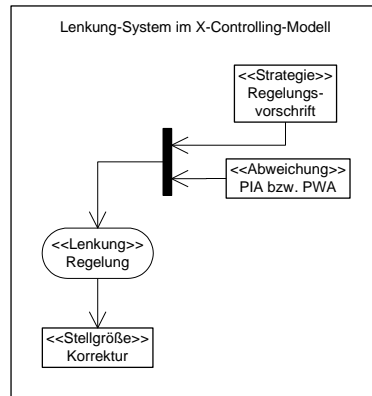 Lenkung-System im X-Controlling-Modell
<<Strategie>>
Regelungs-
vorschrift
<<Abweichung>>
PIA bzw. PWA
<<Lenkung>>
Regelung
<<Stellgröße>>
Korrektur